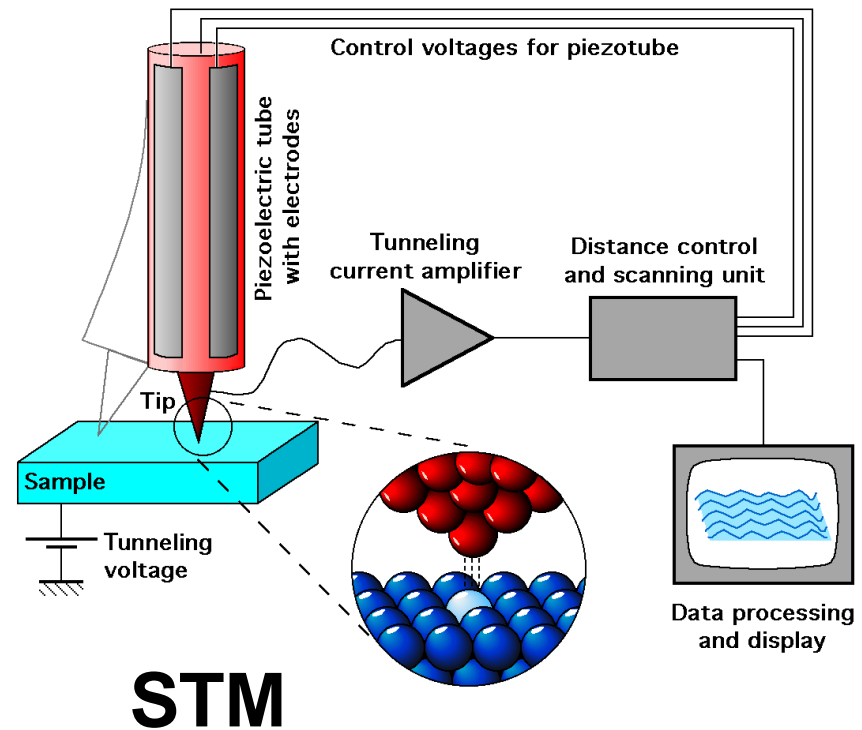 Control voltages for piezotube
Piezoelectric tube
with electrodes
Tunneling
current amplifier
Distance control
and scanning unit
Tip
Sample
Tunneling
voltage
Data processing
and display
STM